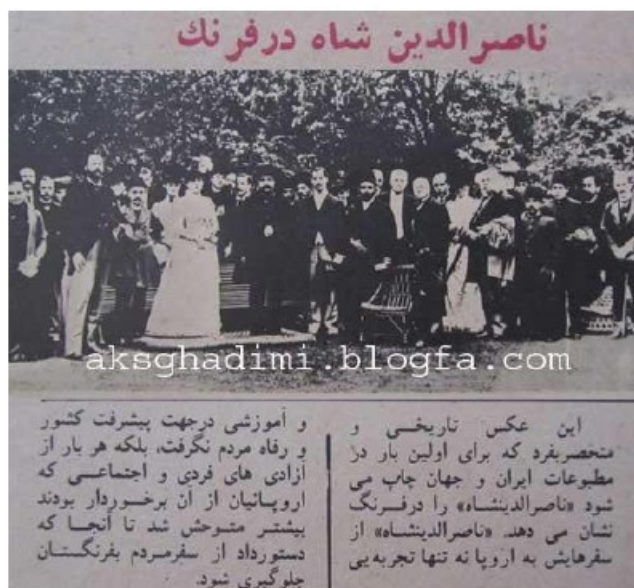 ناصرالدین شاه درفرنگ
aksghadimi.blogfa.com
این عکس تاریخی و
منحصربفرد که برای اولین بار در
مطبوعات ایران و جهان چاپ می
شود «ناصرالدینشاه» را درفرنگ
نشان می دهد. «ناصرالدینشاه» از
سفرهایش به اروپا نه تنها تجربه‌یی
و آموزشی درجهت پیشرفت کشور
و رفاه مردم نگرفت، بلکه هر بار از
آزادی های فردی و اجتماعی که
اروپائیان از آن برخوردار بودند
بیشتر متوحش شد تا آنجا که
دستورداد از سفرمردم بفرنگستان
جلوگیری شود.